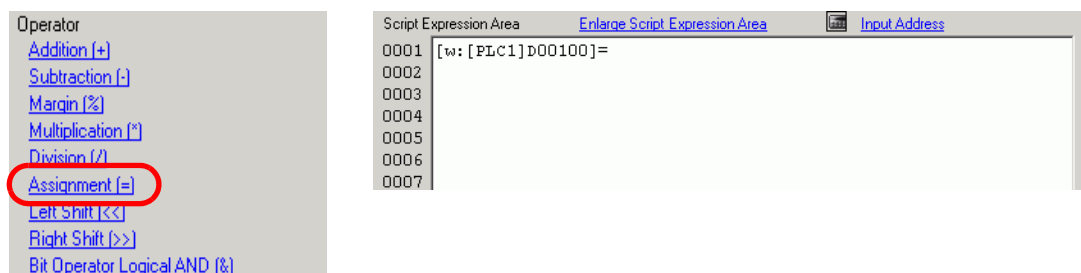 Operator
Addition (+)
Subtraction (-)
Margin (%)
Multiplication (*)
Division (/)
Assignment (=)
Left Shift (<<)
Right Shift (>>)
Bit Operator Logical AND (&)
Script Expression Area Enlarge Script Expression Area Input Address
0001 [w:[PLC1]D00100]=
0002
0003
0004
0005
0006
0007